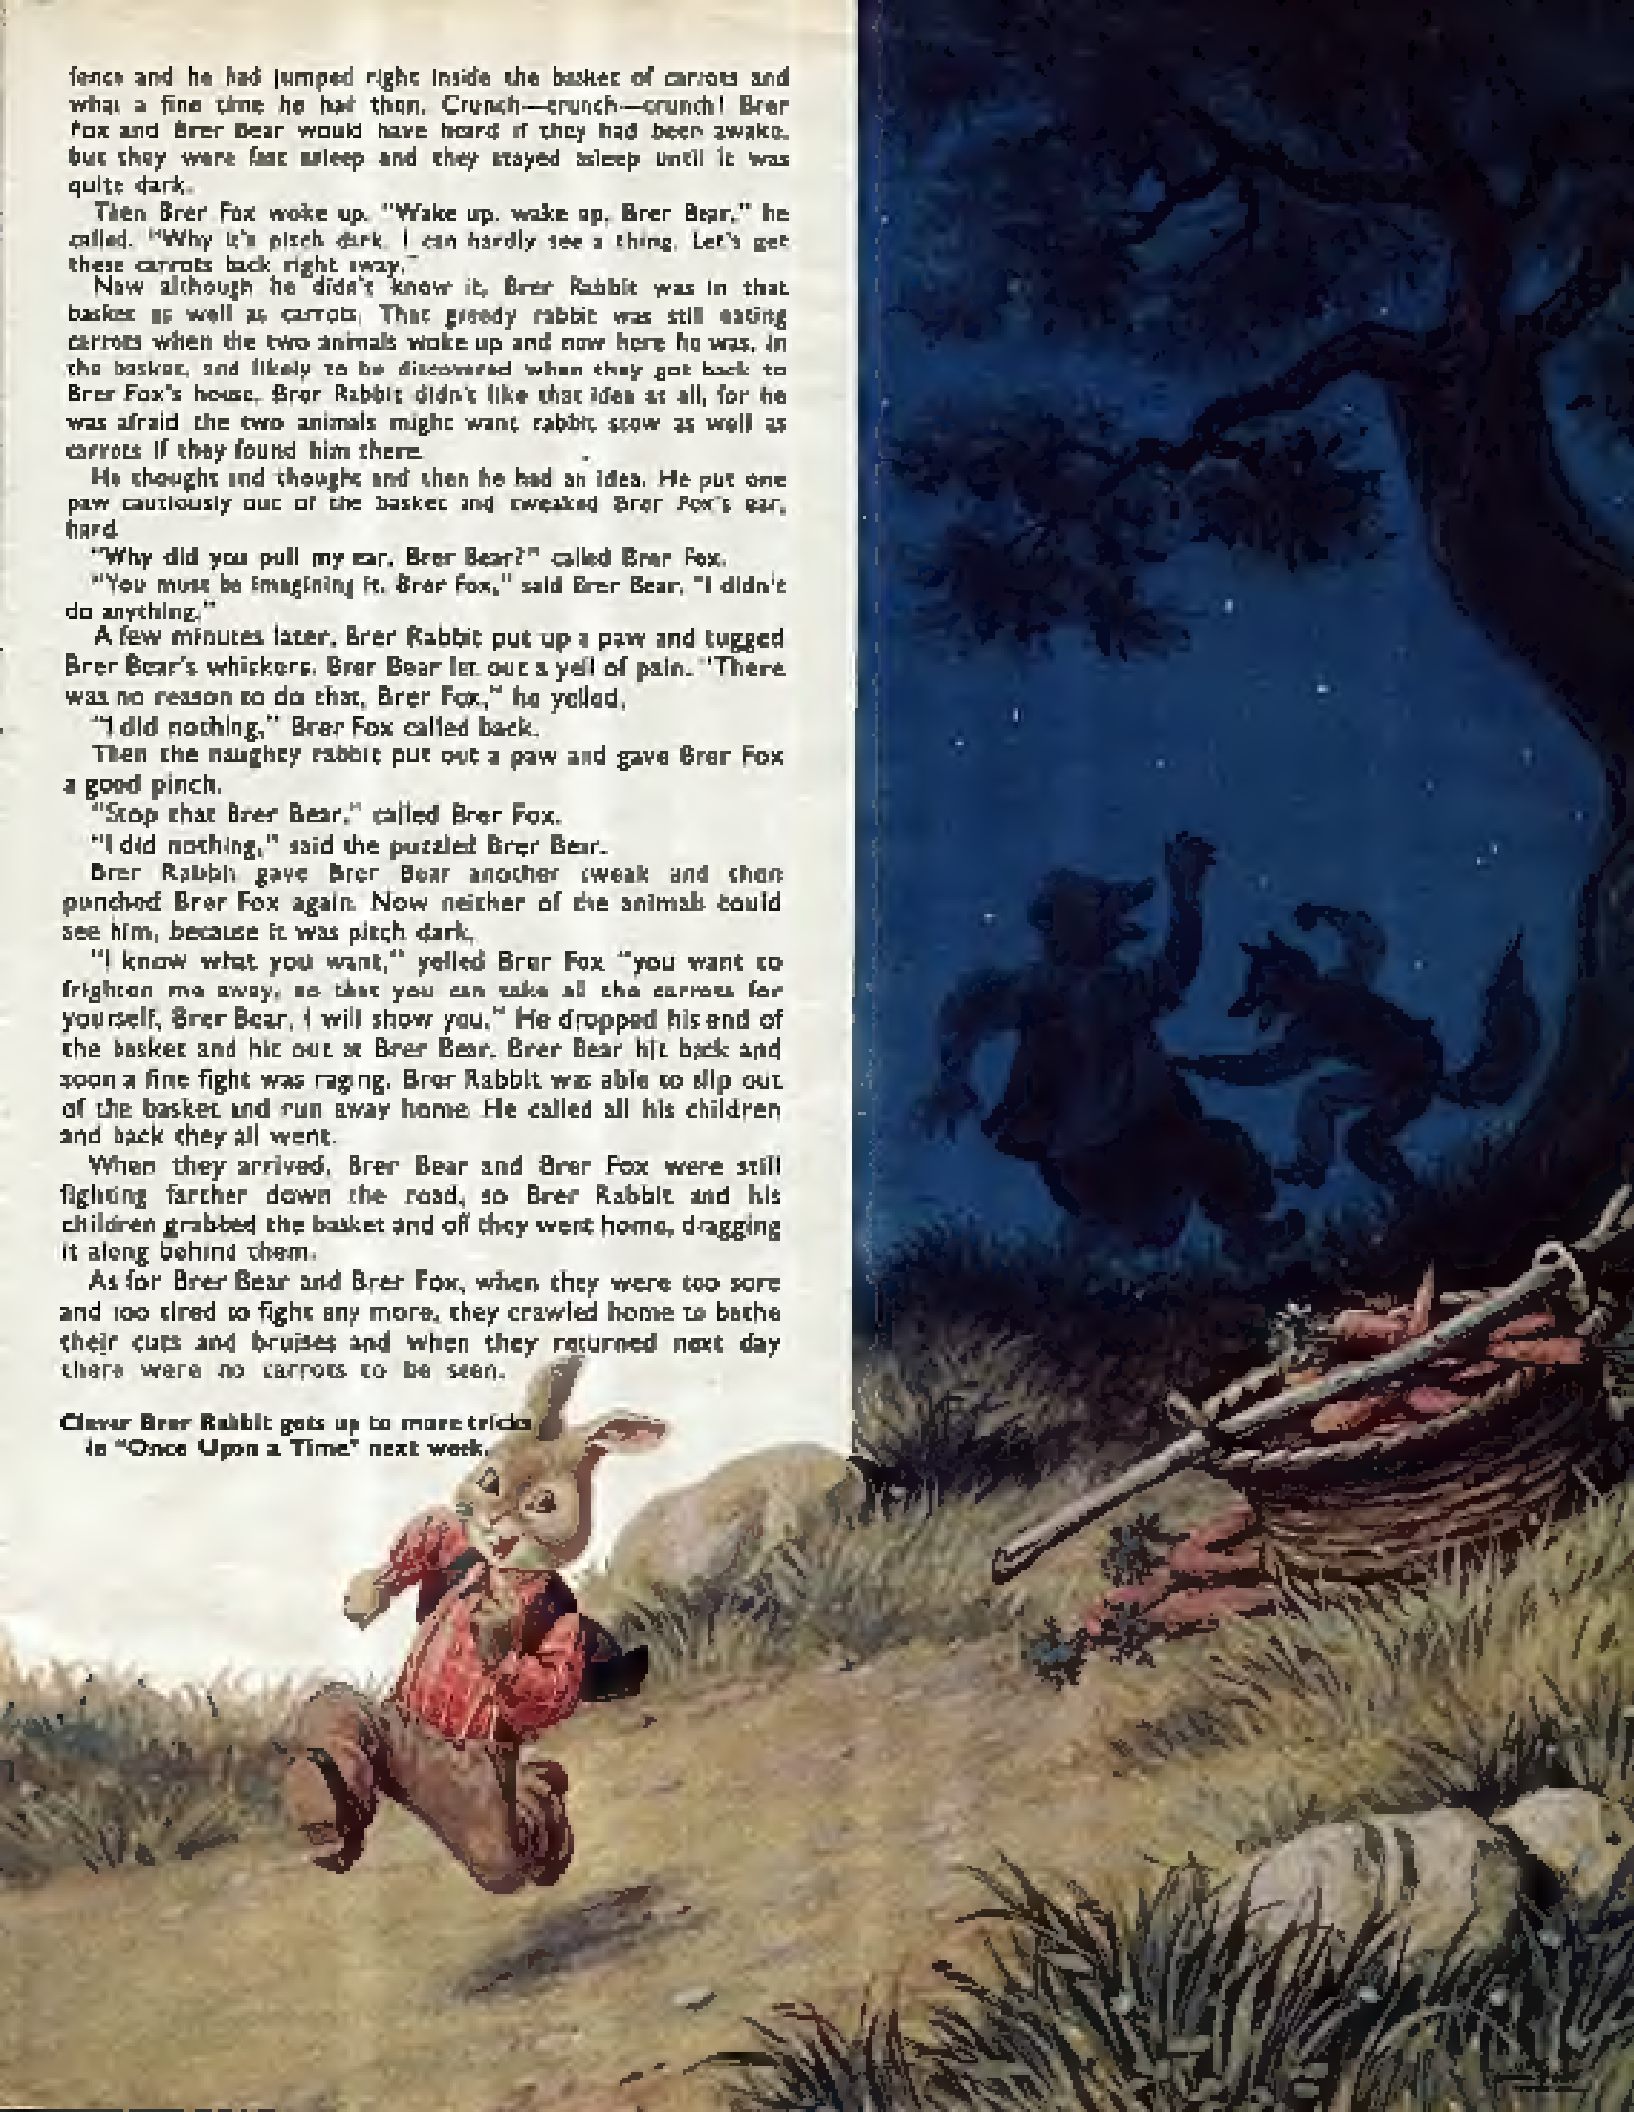 fence and he had jumped right inside the basket of carrots and
what a fine time he had then. Crunch—crunch—crunch! Brer
Fox and Brer Bear would have heard if they had been awake,
but they were fast asleep and they stayed asleep until it was
quite dark.
Then Brer Fox woke up. "Wake up, wake up, Brer Bear," he
called. "Why it's pitch dark. I can hardly see a thing. Let's get
these carrots back right away."
Now although he didn't know it, Brer Rabbit was in that
basket as well as carrots. That greedy rabbit was still eating
carrots when the two animals woke up and now here he was, in
the basket, and likely to be discovered when they got back to
Brer Fox's house. Brer Rabbit didn't like that idea at all, for he
was afraid the two animals might want rabbit stew as well as
carrots if they found him there.
He thought and thought and then he had an idea. He put one
paw cautiously out of the basket and tweaked Brer Fox's ear,
hard.
"Why did you pull my ear, Brer Bear?" called Brer Fox.
"You must be imagining it, Brer Fox," said Brer Bear, "I didn't
do anything."
A few minutes later, Brer Rabbit put up a paw and tugged
Brer Bear's whiskers. Brer Bear let out a yell of pain. "There
was no reason to do that, Brer Fox," he yelled.
"I did nothing," Brer Fox called back.
Then the naughty rabbit put out a paw and gave Brer Fox
a good pinch.
"Stop that Brer Bear," called Brer Fox.
"I did nothing," said the puzzled Brer Bear.
Brer Rabbit gave Brer Bear another tweak and then
punched Brer Fox again. Now neither of the animals could
see him, because it was pitch dark.
"I know what you want," yelled Brer Fox "you want to
frighten me away, so that you can take all the carrots for
yourself, Brer Bear. I will show you." He dropped his end of
the basket and hit out at Brer Bear. Brer Bear hit back and
soon a fine fight was raging. Brer Rabbit was able to slip out
of the basket and run away home. He called all his children
and back they all went.
When they arrived, Brer Bear and Brer Fox were still
fighting farther down the road, so Brer Rabbit and his
children grabbed the basket and off they went home, dragging
it along behind them.
As for Brer Bear and Brer Fox, when they were too sore
and too tired to fight any more, they crawled home to bathe
their cuts and bruises and when they returned next day
there were no carrots to be seen.
Clever Brer Rabbit gets up to more tricks
in "Once Upon a Time" next week.